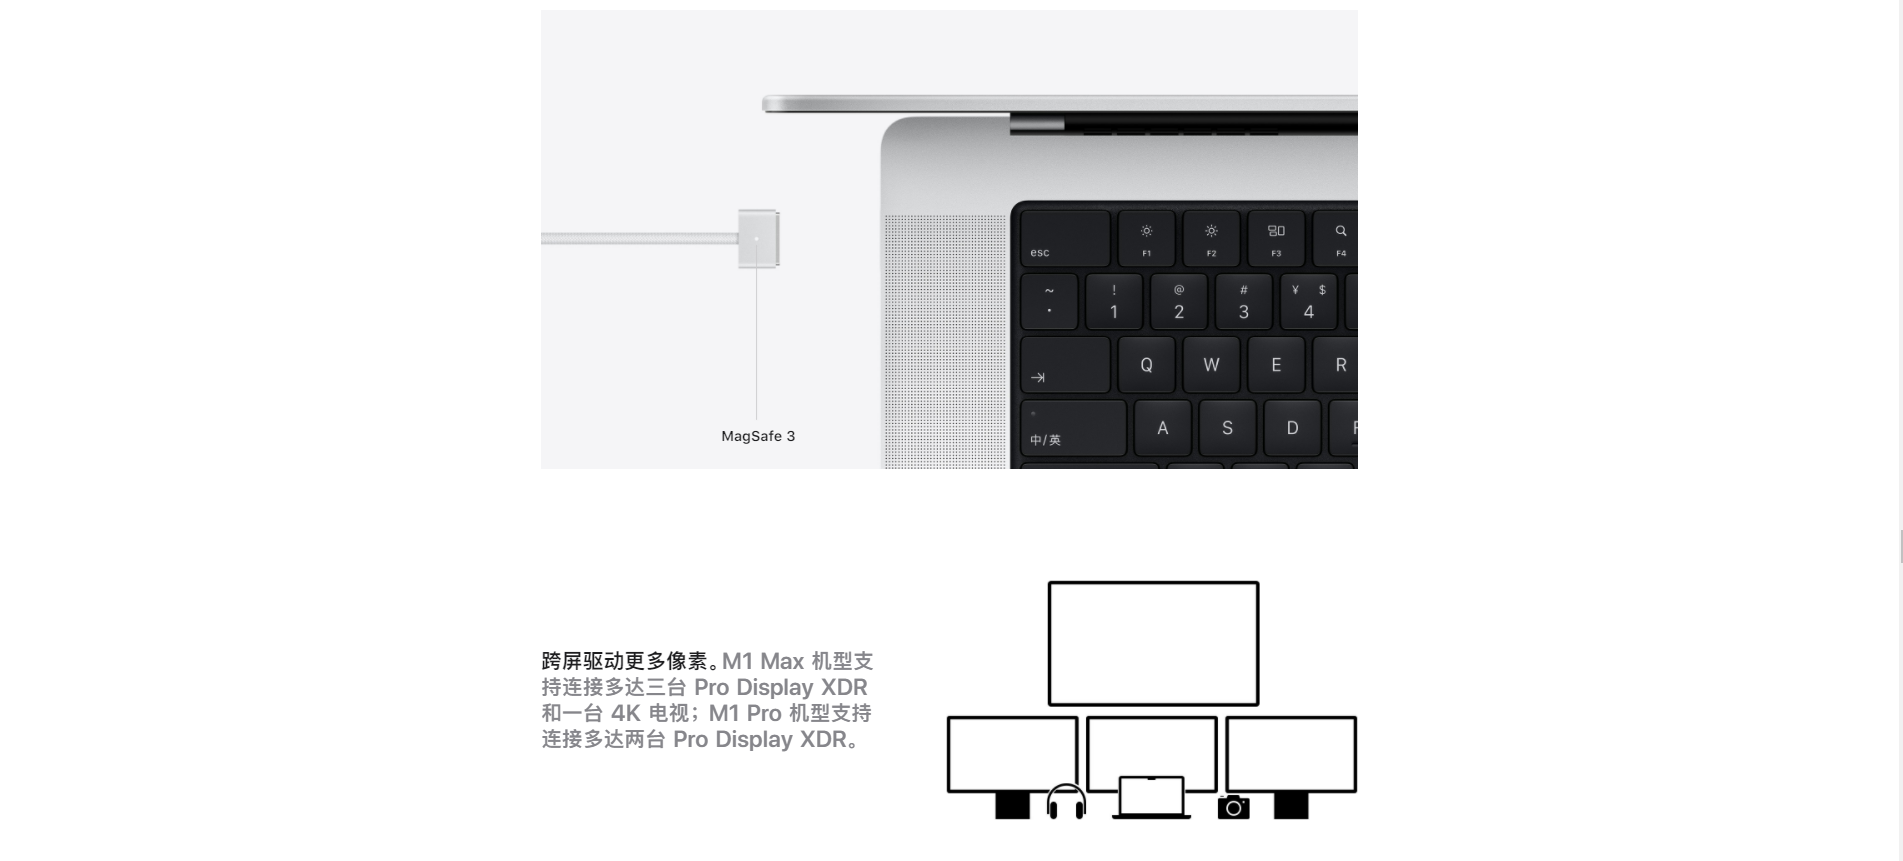 esc
F1
F2
F3
F4
~
·
!
1
@
2
#
3
¥ $
4
Q
W
E
R
中/英
A
S
D
MagSafe 3
跨屏驱动更多像素。M1 Max 机型支
持连接多达三台 Pro Display XDR
和一台 4K 电视；M1 Pro 机型支持
连接多达两台 Pro Display XDR。